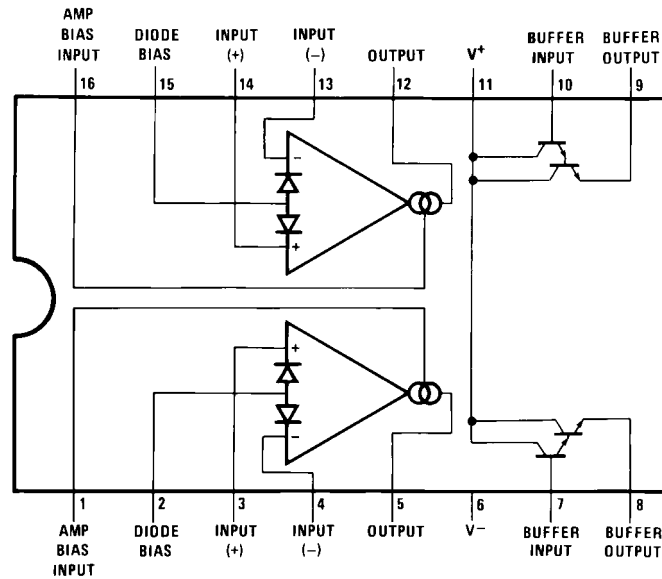 AMP
BIAS
INPUT
DIODE
BIAS
INPUT
(+)
INPUT
(−)
OUTPUT
V+
BUFFER
INPUT
BUFFER
OUTPUT
16 15 14 13 12 11 10 9
−
+
+
−
1 2 3 4 5 6 7 8
AMP
BIAS
INPUT
DIODE
BIAS
INPUT
(+)
INPUT
(−)
OUTPUT
V−
BUFFER
INPUT
BUFFER
OUTPUT